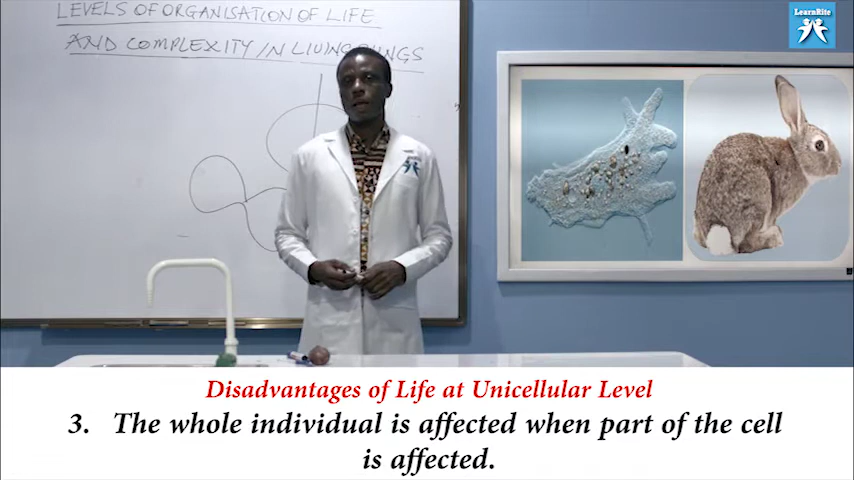 LEVELS OF ORGANISATION OF LIFE
AND COMPLEXITY IN LIVING THINGS
LearnRite
Disadvantages of Life at Unicellular Level
3. The whole individual is affected when part of the cell
is affected.